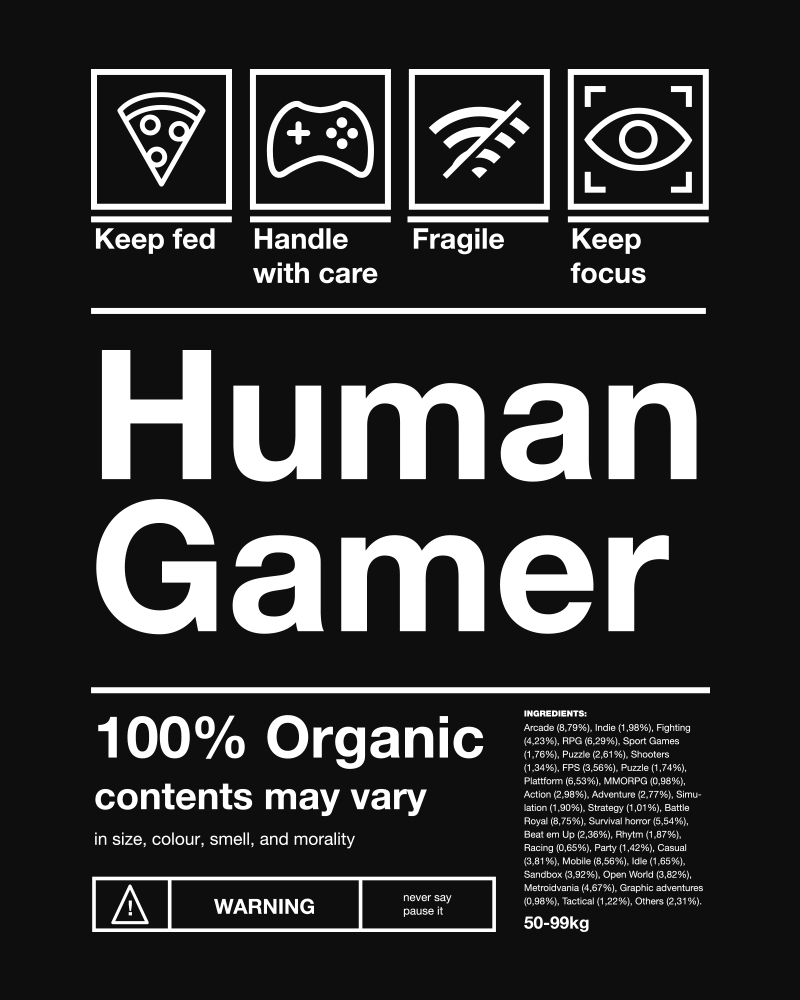 Keep fed
Handle
with care
Fragile
Keep
focus
Human
Gamer
100% Organic
contents may vary
in size, colour, smell, and morality
!
WARNING
never say
pause it
INGREDIENTS:
Arcade (8,79%), Indie (1,98%), Fighting
(4,23%), RPG (6,29%), Sport Games
(1,76%), Puzzle (2,61%), Shooters
(1,34%), FPS (3,56%), Puzzle (1,74%),
Plattform (6,53%), MMORPG (0,98%),
Action (2,98%), Adventure (2,77%), Simu-
lation (1,90%), Strategy (1,01%), Battle
Royal (8,75%), Survival horror (5,54%),
Beat em Up (2,36%), Rhytm (1,87%),
Racing (0,65%), Party (1,42%), Casual
(3,81%), Mobile (8,56%), Idle (1,65%),
Sandbox (3,92%), Open World (3,82%),
Metroidvania (4,67%), Graphic adventures
(0,98%), Tactical (1,22%), Others (2,31%).
50-99kg